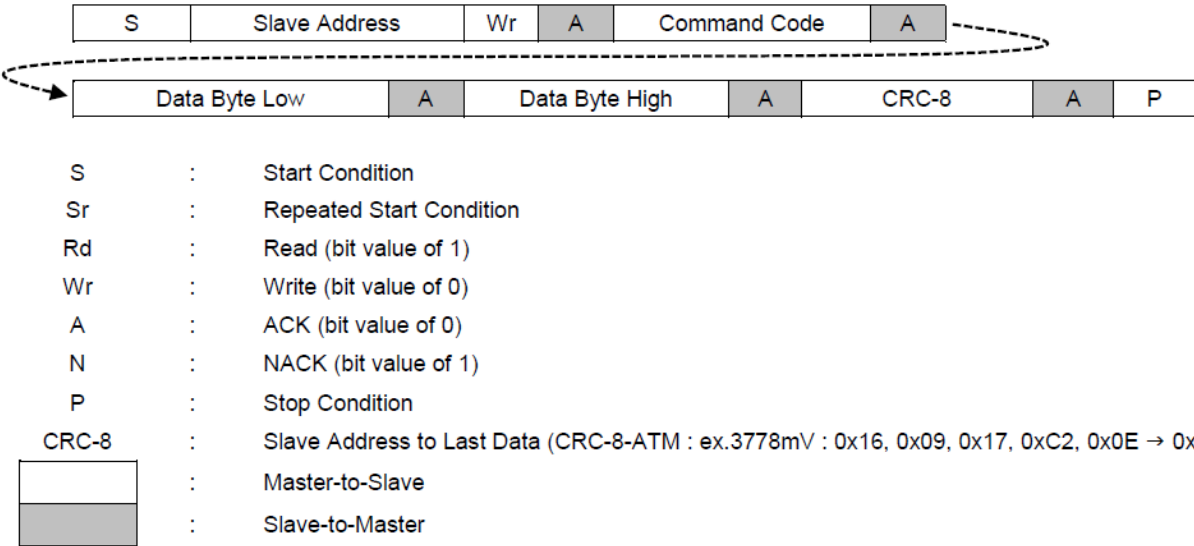 S Slave Address Wr A Command Code A
Data Byte Low A Data Byte High A CRC-8 A P
S : Start Condition
Sr : Repeated Start Condition
Rd : Read (bit value of 1)
Wr : Write (bit value of 0)
A : ACK (bit value of 0)
N : NACK (bit value of 1)
P : Stop Condition
CRC-8 : Slave Address to Last Data (CRC-8-ATM : ex.3778mV : 0x16, 0x09, 0x17, 0xC2, 0x0E → 0x
: Master-to-Slave
: Slave-to-Master